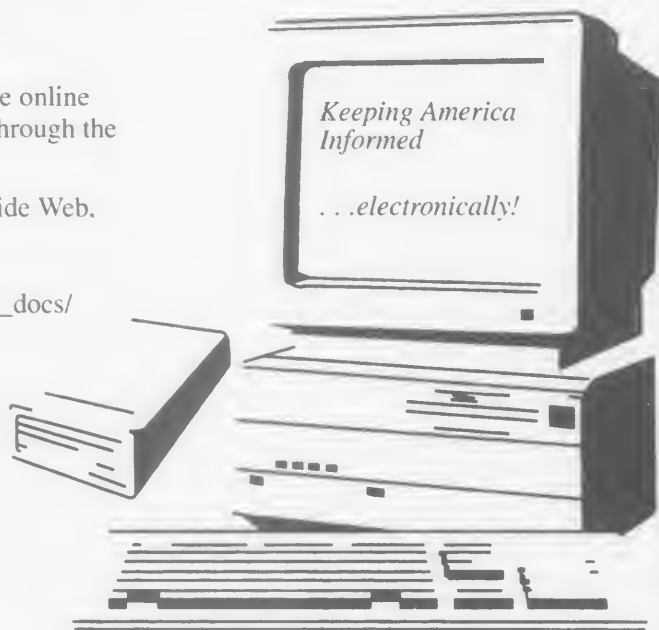 e online
hrough the
ide Web,
_docs/
Keeping America
Informed
. . .electronically!